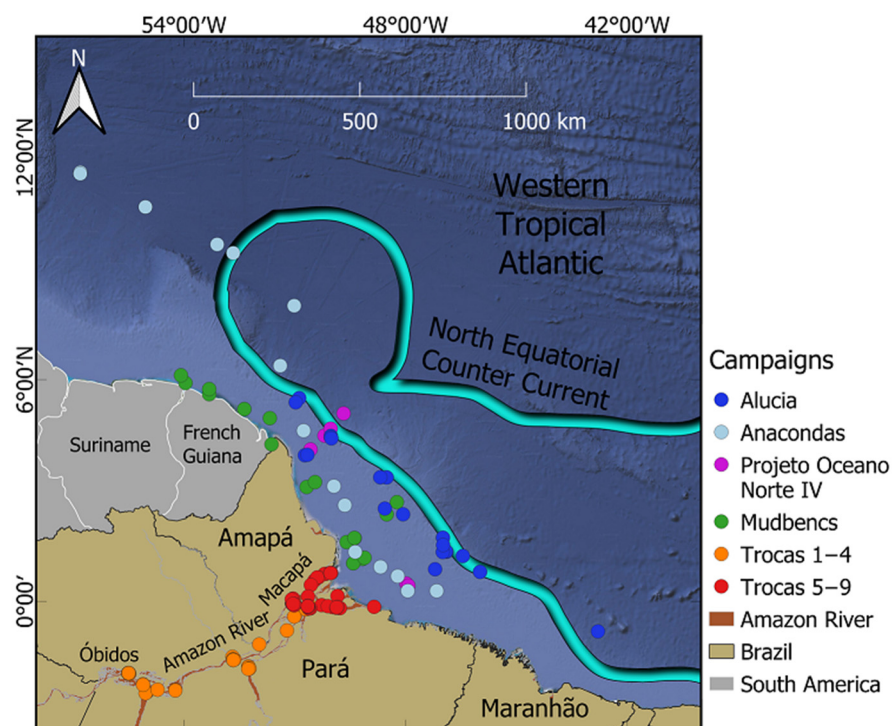 54°00′W 48°00′W 42°00′W
N
0 500 1000 km
12°00′N
Western
Tropical
Atlantic
North Equatorial
Counter Current
6°00′N
Suriname
French
Guiana
Amapá
Macapá
0°00′
Amazon River
Óbidos
Pará
Maranhão
Campaigns
Alucia
Anacondas
Projeto Oceano
Norte IV
Mudbencs
Trocas 1–4
Trocas 5–9
Amazon River
Brazil
South America